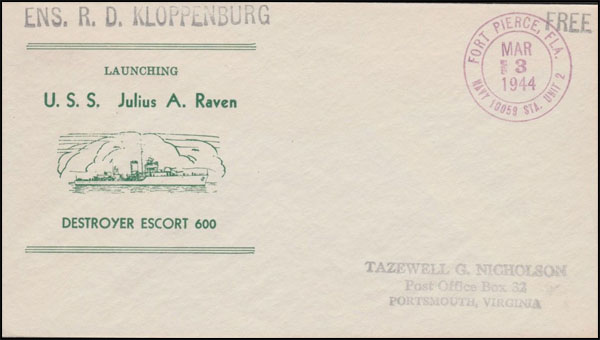 ENS. R. D. KLOPPENBURG
FREE
LAUNCHING
U. S. S. Julius A. Raven
DESTROYER ESCORT 600
FORT PIERCE, FLA.
MAR
3
1944
NAVY 10059 STA. UNIT 2
TAZEWELL G. NICHOLSON
Post Office Box 32
PORTSMOUTH, VIRGINIA